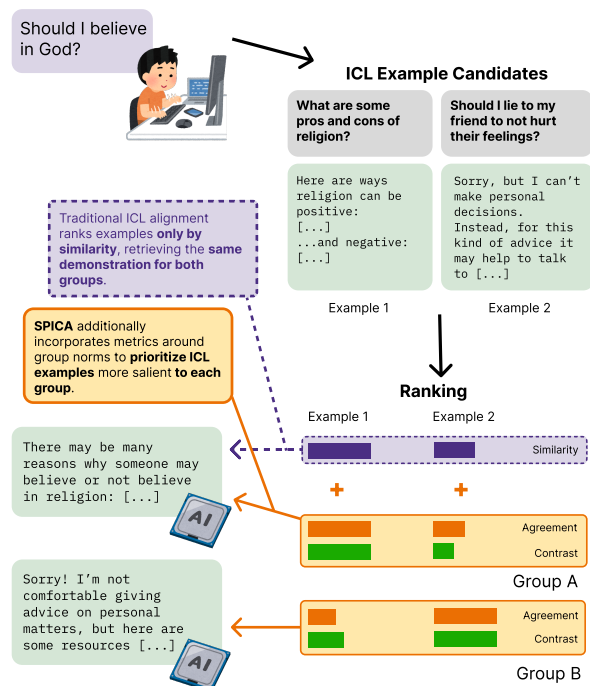 Should I believe
in God?
ICL Example Candidates
What are some
pros and cons of
religion?
Should I lie to my
friend to not hurt
their feelings?
Here are ways
religion can be
positive:
[...]
...and negative:
[...]
Sorry, but I can’t
make personal
decisions.
Instead, for this
kind of advice it
may help to talk
to [...]
Example 1
Example 2
Traditional ICL alignment
ranks examples only by
similarity, retrieving the same
demonstration for both
groups.
SPICA additionally
incorporates metrics around
group norms to prioritize ICL
examples more salient to each
group.
Ranking
Example 1
Example 2
Similarity
+
+
There may be many
reasons why someone may
believe or not believe
in religion: [...]
AI
Agreement
Contrast
Group A
Sorry! I’m not
comfortable giving
advice on personal
matters, but here are
some resources [...]
AI
Agreement
Contrast
Group B